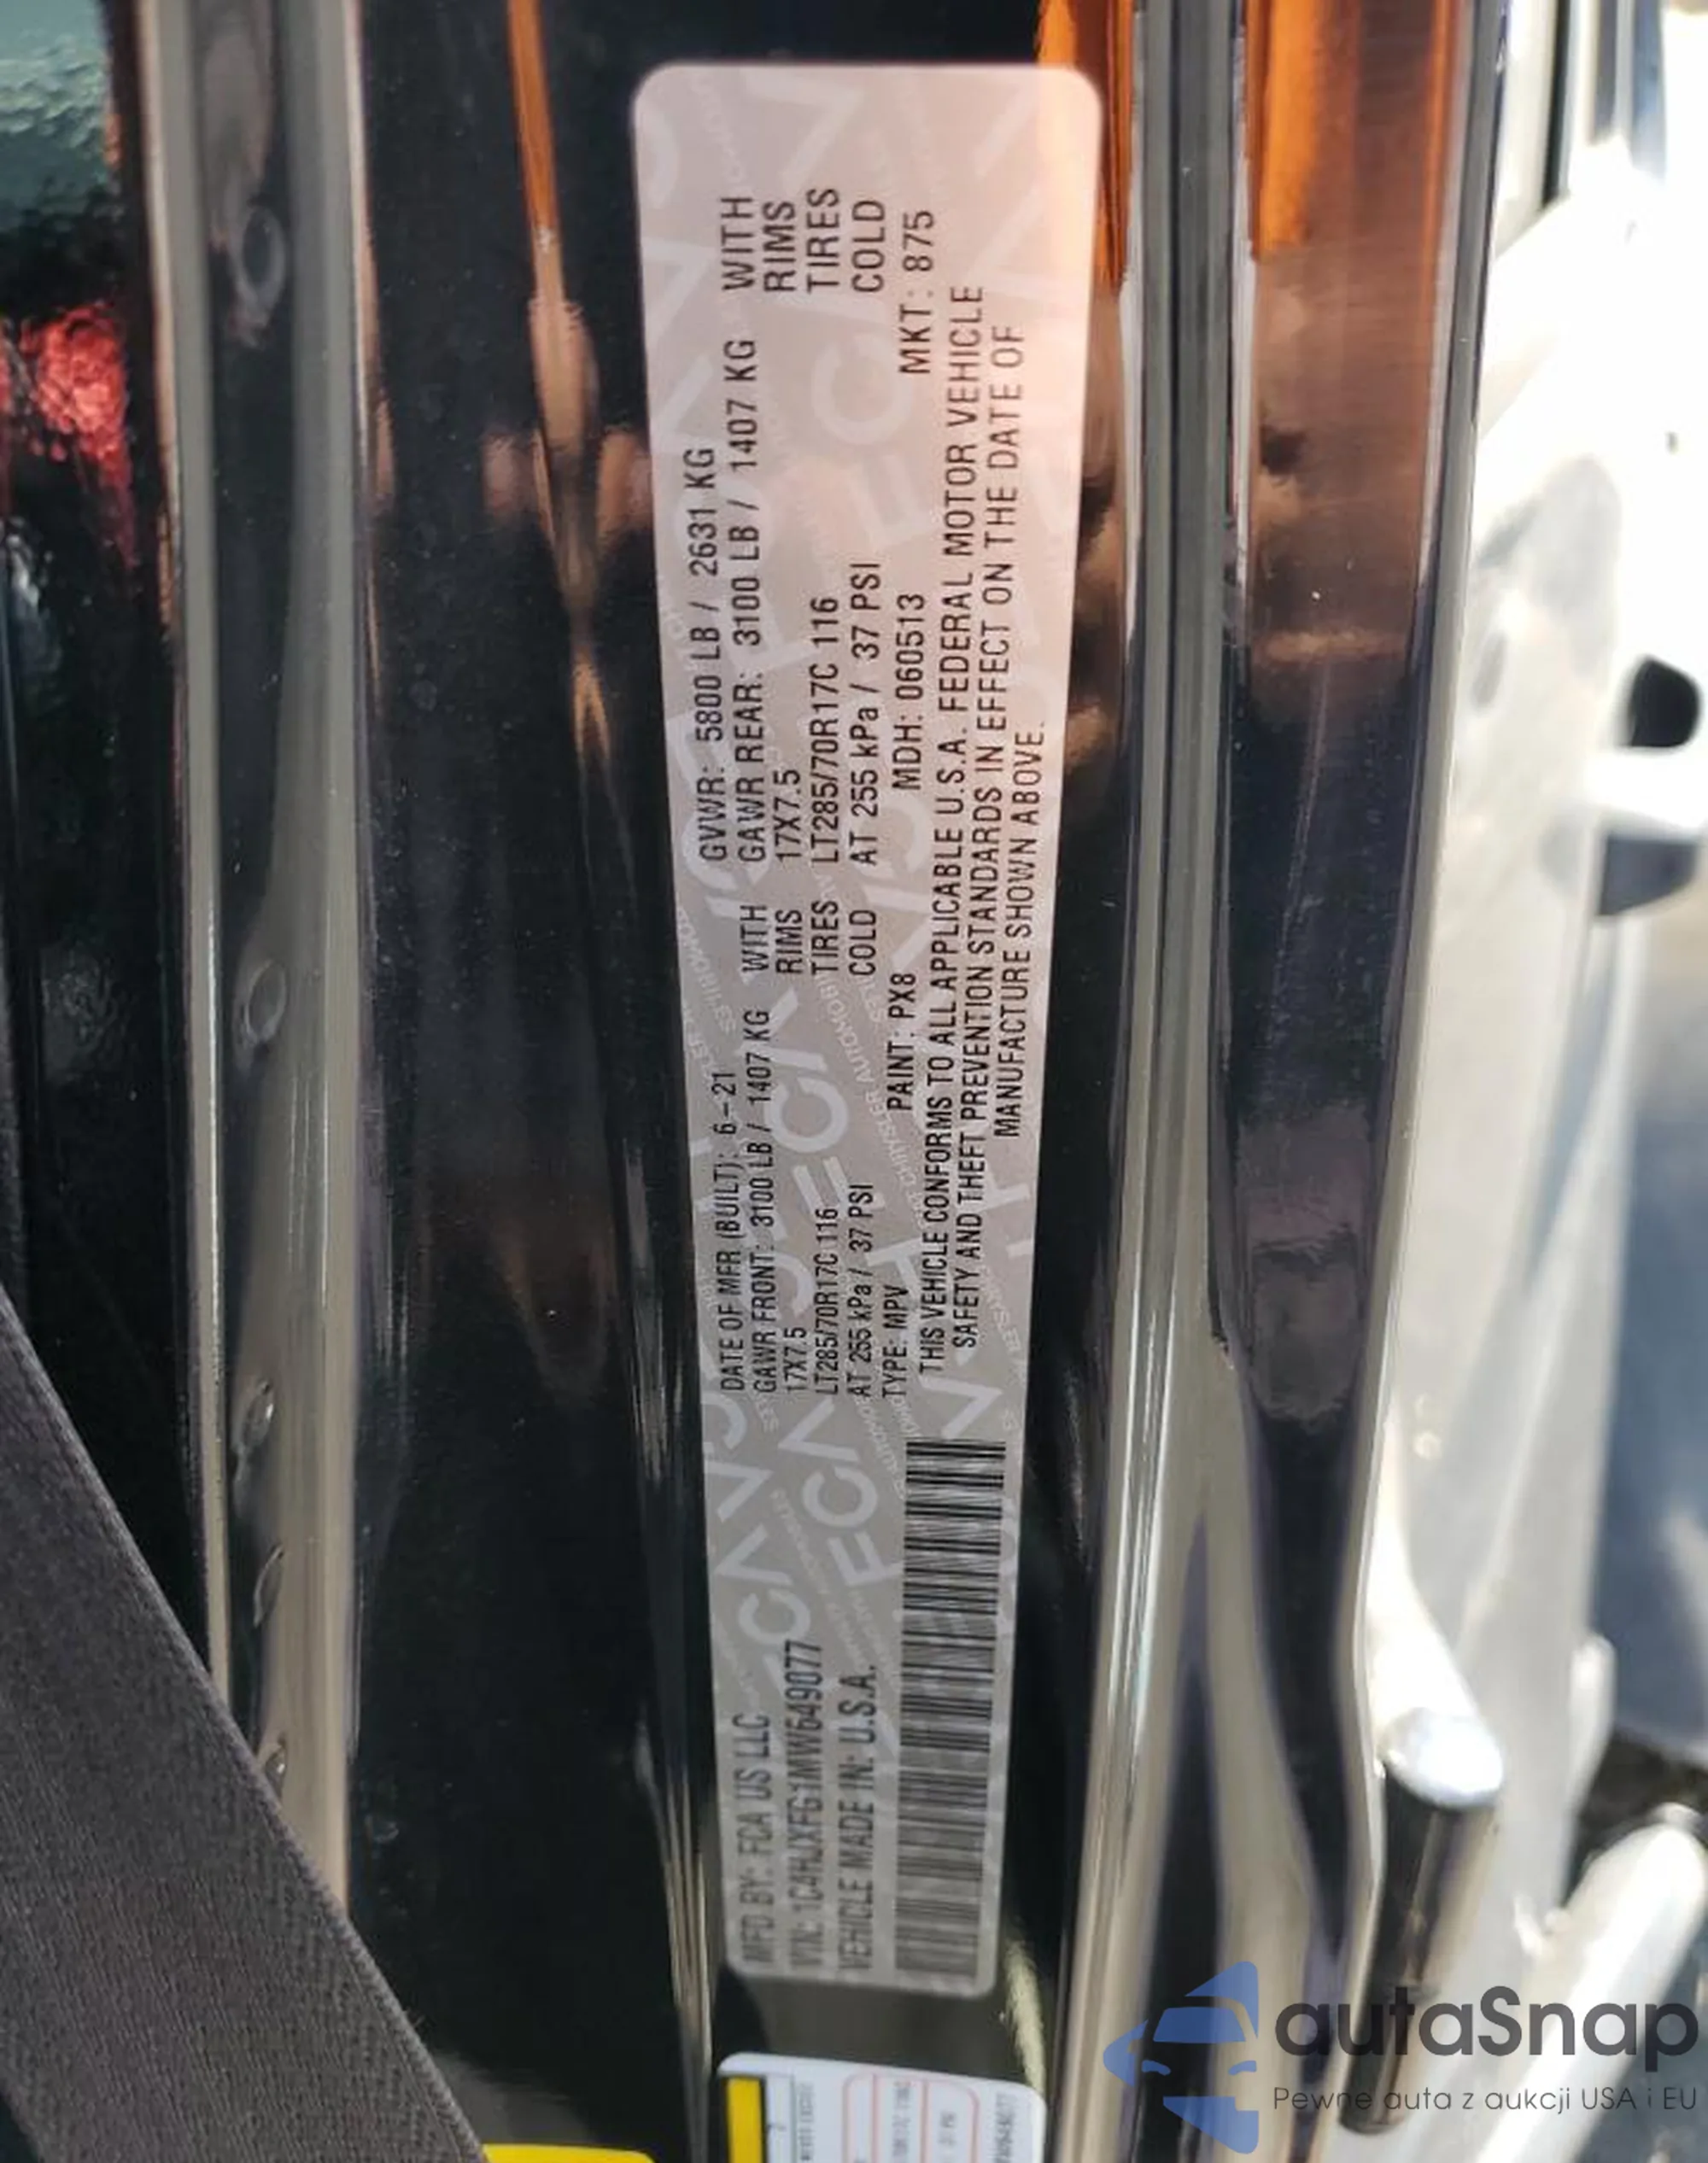 MFD BY: FCA US LLC
VIN: 1C4HJXFG1MW649077
VEHICLE MADE IN: U.S.A.
DATE OF MFR (BUILT): 6-21 GVWR: 5800 LB / 2631 KG
GAWR FRONT: 3100 LB / 1407 KG WITH GAWR REAR: 3100 LB / 1407 KG WITH
17X7.5 RIMS 17X7.5 RIMS
LT285/70R17C 116 TIRES LT285/70R17C 116 TIRES
AT 255 kPa / 37 PSI COLD AT 255 kPa / 37 PSI COLD
TYPE: MPV PAINT: PX8 MDH: 060513 MKT: 875
THIS VEHICLE CONFORMS TO ALL APPLICABLE U.S.A. FEDERAL MOTOR VEHICLE
SAFETY AND THEFT PREVENTION STANDARDS IN EFFECT ON THE DATE OF
MANUFACTURE SHOWN ABOVE.
autaSnap
Pewne auta z aukcji USA i EU